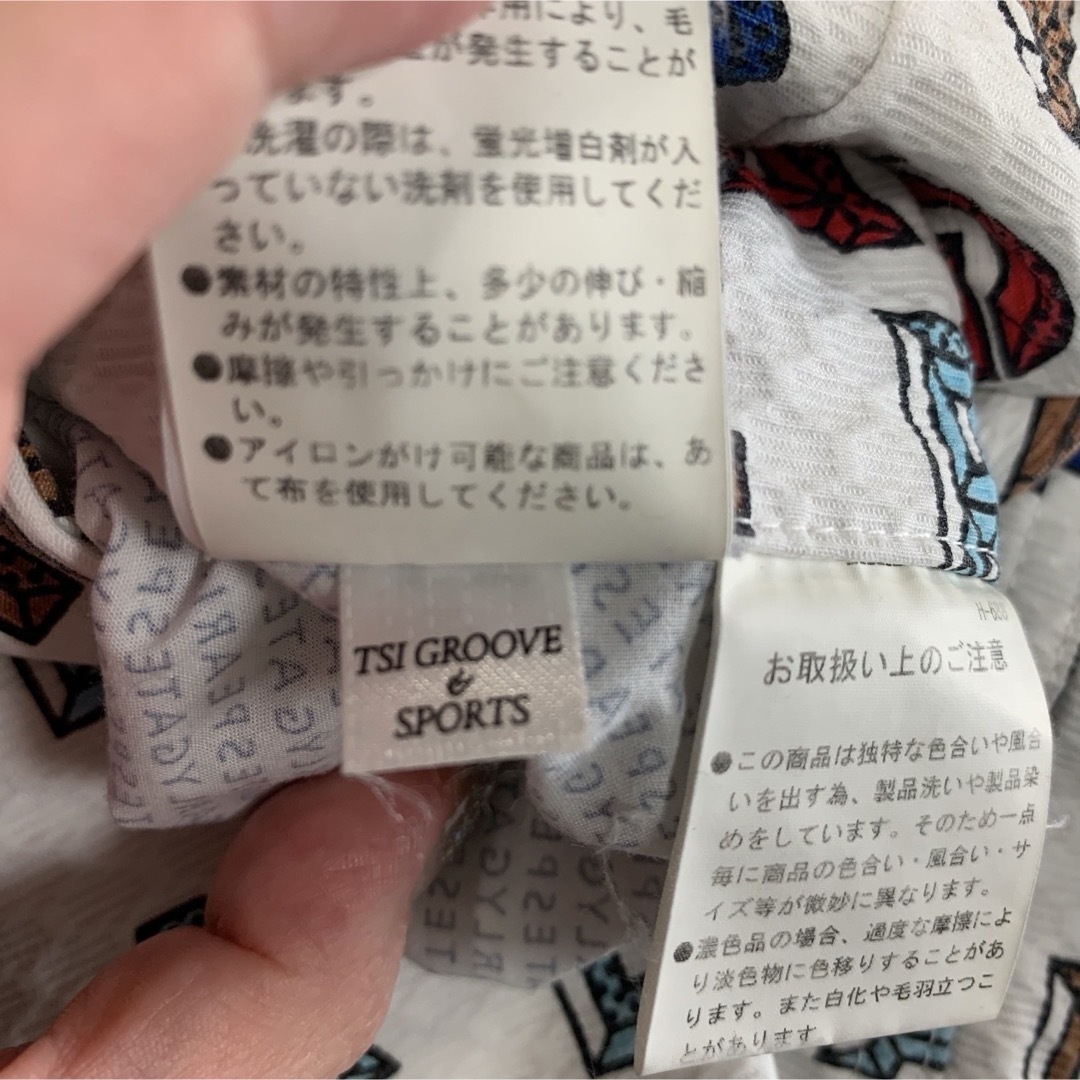 用により、毛
が発生することが
ます。
洗濯の際は、蛍光増白剤が入
っていない洗剤を使用してくだ
さい。
●素材の特性上、多少の伸び・縮
みが発生することがあります。
●摩擦や引っかけにご注意くださ
い。
●アイロンがけ可能な商品は、あ
て布を使用してください。
TSI GROOVE
&
SPORTS
お取扱い上のご注意
●この商品は独特な色合いや風合
いを出す為、製品洗いや製品染
めをしています。そのため一点
毎に商品の色合い・風合い・サ
イズ等が微妙に異なります。
●濃色品の場合、過度な摩擦によ
り淡色物に色移りすることがあ
ります。また白化や毛羽立つこ
とがあります